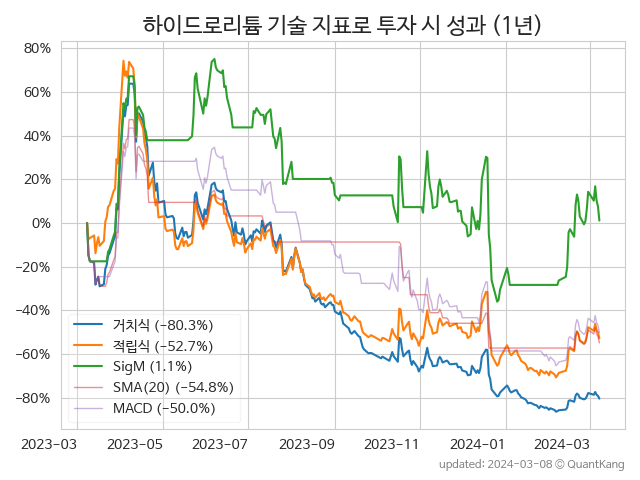 하이드로리튬 기술 지표로 투자 시 성과 (1년)
80%
60%
40%
20%
0%
−20%
−40%
−60%
−80%
거치식 (−80.3%)
적립식 (−52.7%)
SigM (1.1%)
SMA(20) (−54.8%)
MACD (−50.0%)
2023−03 2023−05 2023−07 2023−09 2023−11 2024−01 2024−03
updated: 2024-03-08 © QuantKang